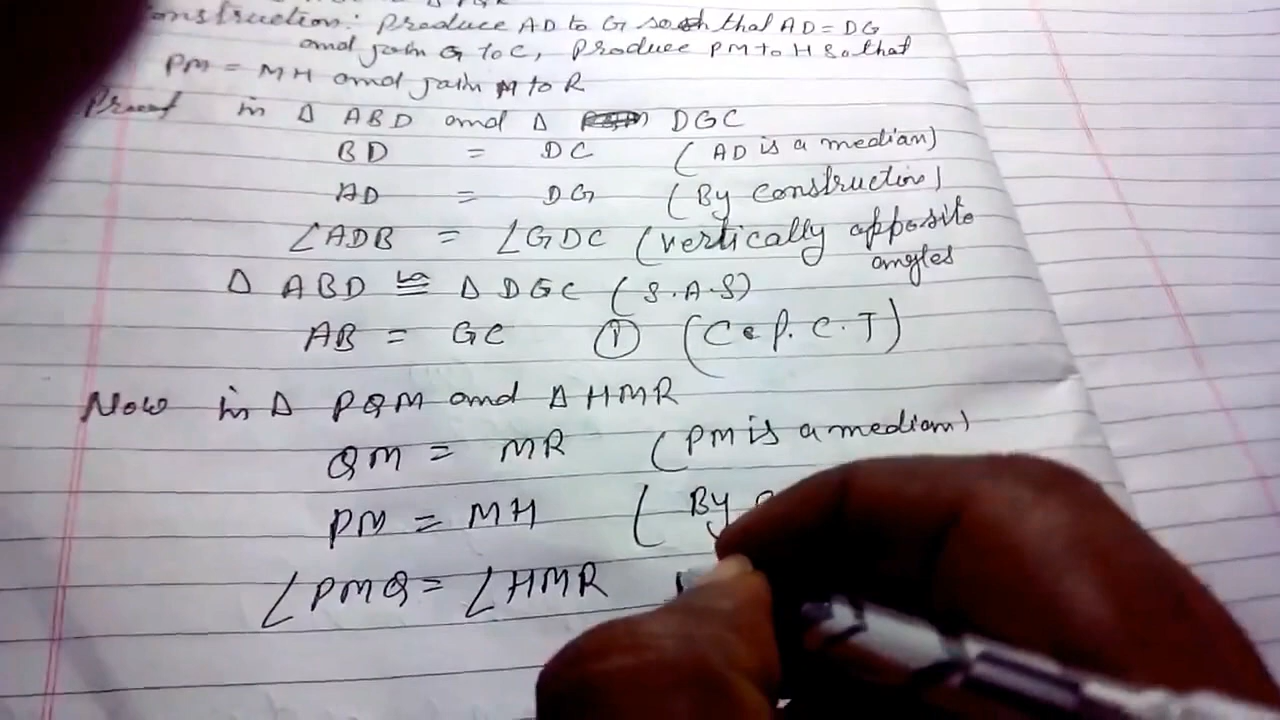 onstruction: produce AD to G such that AD = DG
and join G to C, produce PM to H so that
PM = MH and join M to R
Proof in Δ ABD and Δ DGC
BD = DC (AD is a median)
AD = DG (By construction)
∠ADB = ∠GDC (vertically opposite
angles
Δ ABD ≅ Δ DGC (S.A.S)
AB = GC ① (C.P.C.T)
Now in Δ PQM and Δ HMR
QM = MR (PM is a median)
PM = MH (By
∠PMQ = ∠HMR